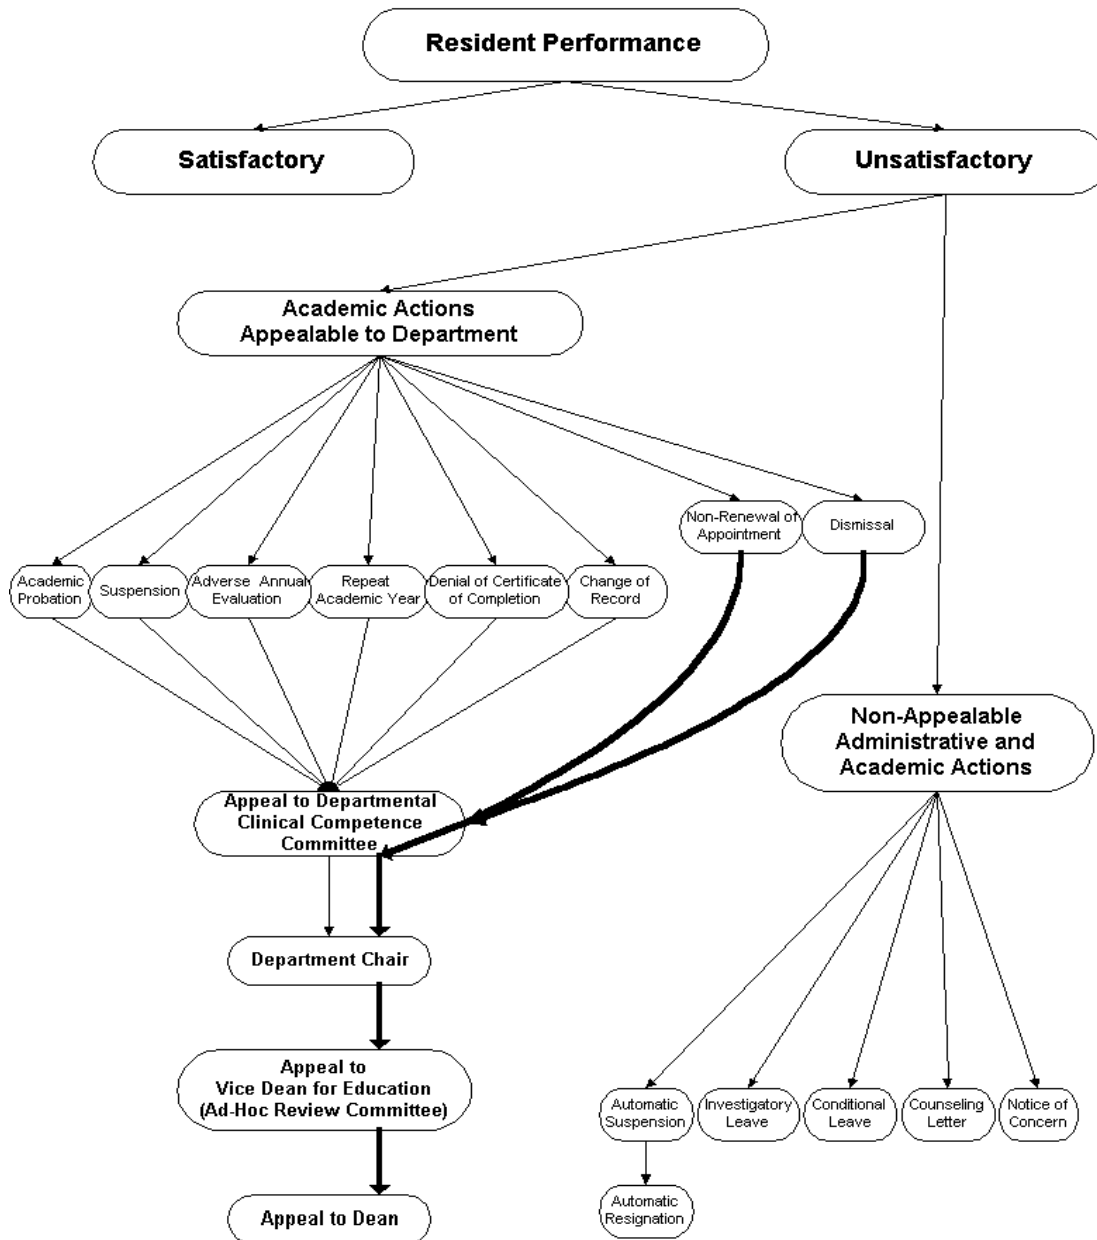 Resident Performance
Satisfactory
Unsatisfactory
Academic Actions
Appealable to Department
Non-Renewal of
Appointment
Dismissal
Academic
Probation
Suspension
Adverse Annual
Evaluation
Repeat
Academic Year
Denial of Certificate
of Completion
Change of
Record
Non-Appealable
Administrative and
Academic Actions
Appeal to Departmental
Clinical Competence
Committee
Department Chair
Appeal to
Vice Dean for Education
(Ad-Hoc Review Committee)
Automatic
Suspension
Investigatory
Leave
Conditional
Leave
Counseling
Letter
Notice of
Concern
Automatic
Resignation
Appeal to Dean